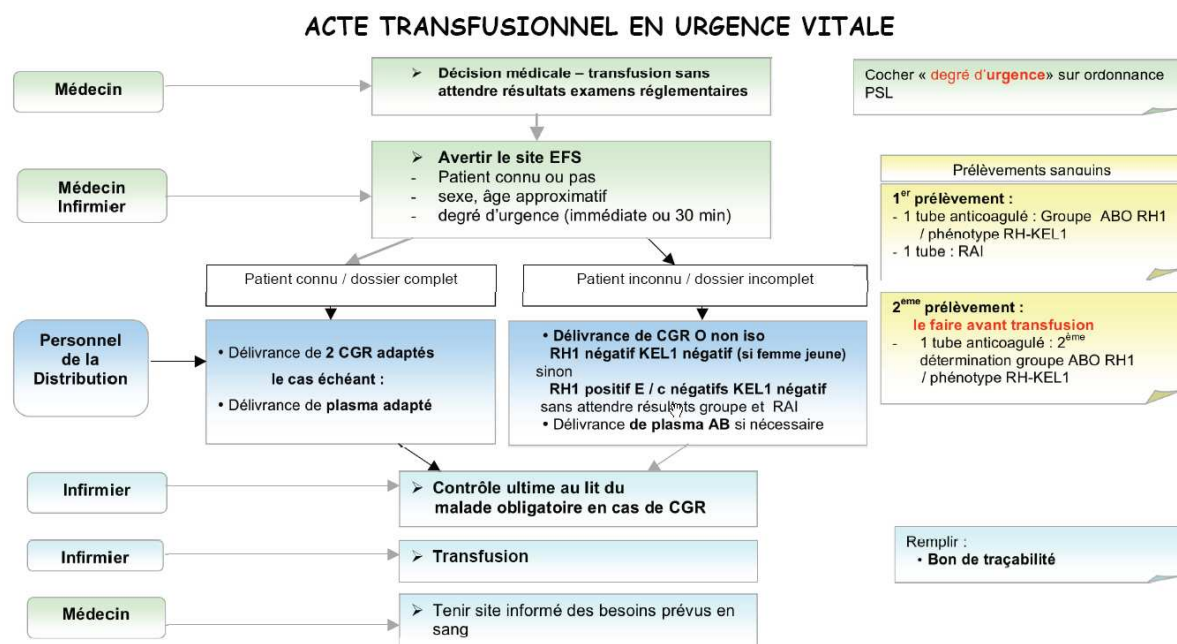 ACTE TRANSFUSIONNEL EN URGENCE VITALE
Médecin
➢ Décision médicale – transfusion sans
attendre résultats examens réglementaires
Cocher « degré d'urgence» sur ordonnance
PSL
Médecin
Infirmier
➢ Avertir le site EFS
- Patient connu ou pas
- sexe, âge approximatif
- degré d'urgence (immédiate ou 30 min)
Prélèvements sanguins
1er prélèvement :
- 1 tube anticoagulé : Groupe ABO RH1
/ phénotype RH-KEL1
- 1 tube : RAI
Patient connu / dossier complet
Patient inconnu / dossier incomplet
2ème prélèvement :
le faire avant transfusion
- 1 tube anticoagulé : 2ème
détermination groupe ABO RH1
/ phénotype RH-KEL1
Personnel
de la
Distribution
• Délivrance de 2 CGR adaptés
le cas échéant :
• Délivrance de plasma adapté
• Délivrance de CGR O non iso
RH1 négatif KEL1 négatif (si femme jeune)
sinon
RH1 positif E / c négatifs KEL1 négatif
sans attendre résultats groupe et RAI
• Délivrance de plasma AB si nécessaire
Infirmier
➢ Contrôle ultime au lit du
malade obligatoire en cas de CGR
Infirmier
➢ Transfusion
Remplir :
• Bon de traçabilité
Médecin
➢ Tenir site informé des besoins prévus en
sang